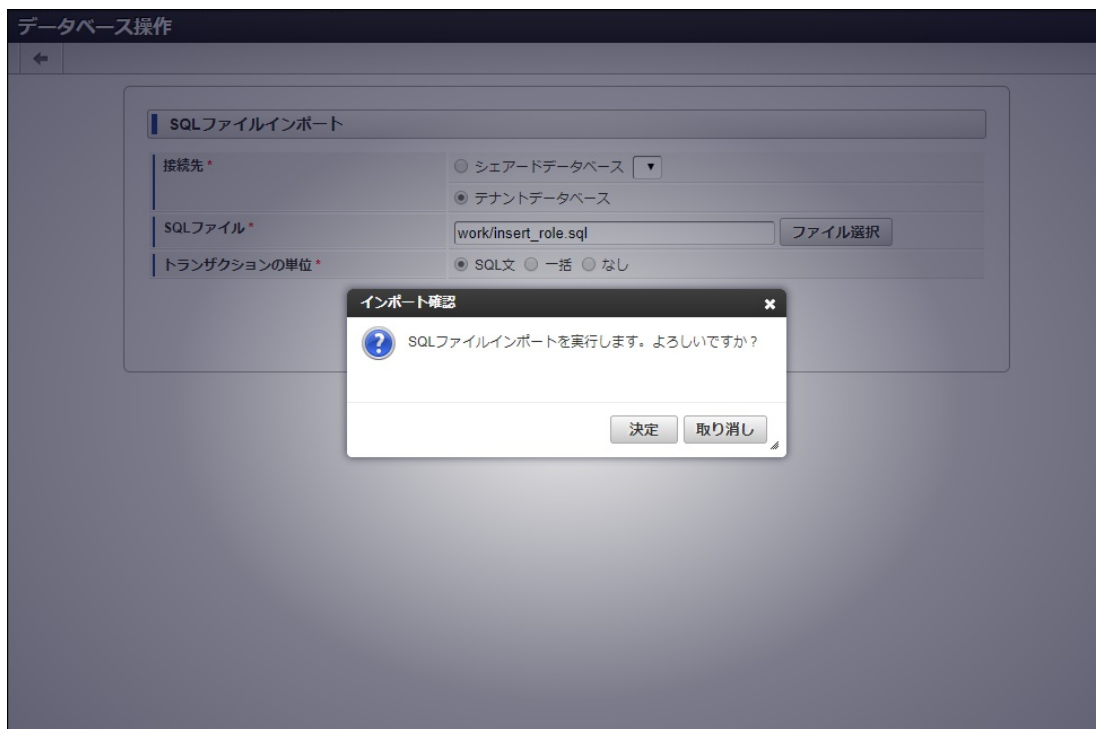 データベース操作
SQLファイルインポート
接続先 *
シェアードデータベース
テナントデータベース
SQLファイル *
work/insert_role.sql
ファイル選択
トランザクションの単位 *
SQL文 一括 なし
インポート確認
SQLファイルインポートを実行します。よろしいですか？
決定 取り消し